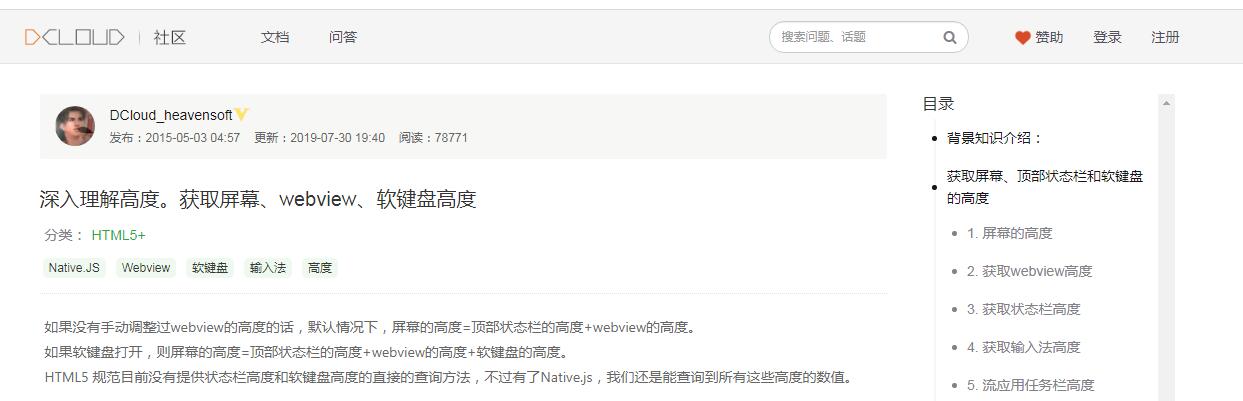 DCLOUD 社区 文档 问答 搜索问题、话题 赞助 登录 注册
DCloud_heavensoft
发布：2015-05-03 04:57 更新：2019-07-30 19:40 阅读：78771
深入理解高度。获取屏幕、webview、软键盘高度
分类： HTML5+
Native.JS Webview 软键盘 输入法 高度
如果没有手动调整过webview的高度的话，默认情况下，屏幕的高度=顶部状态栏的高度+webview的高度。
如果软键盘打开，则屏幕的高度=顶部状态栏的高度+webview的高度+软键盘的高度。
HTML5 规范目前没有提供状态栏高度和软键盘高度的直接的查询方法，不过有了Native.js，我们还是能查询到所有这些高度的数值。
目录
背景知识介绍：
获取屏幕、顶部状态栏和软键盘
的高度
1. 屏幕的高度
2. 获取webview高度
3. 获取状态栏高度
4. 获取输入法高度
5. 流应用任务栏高度